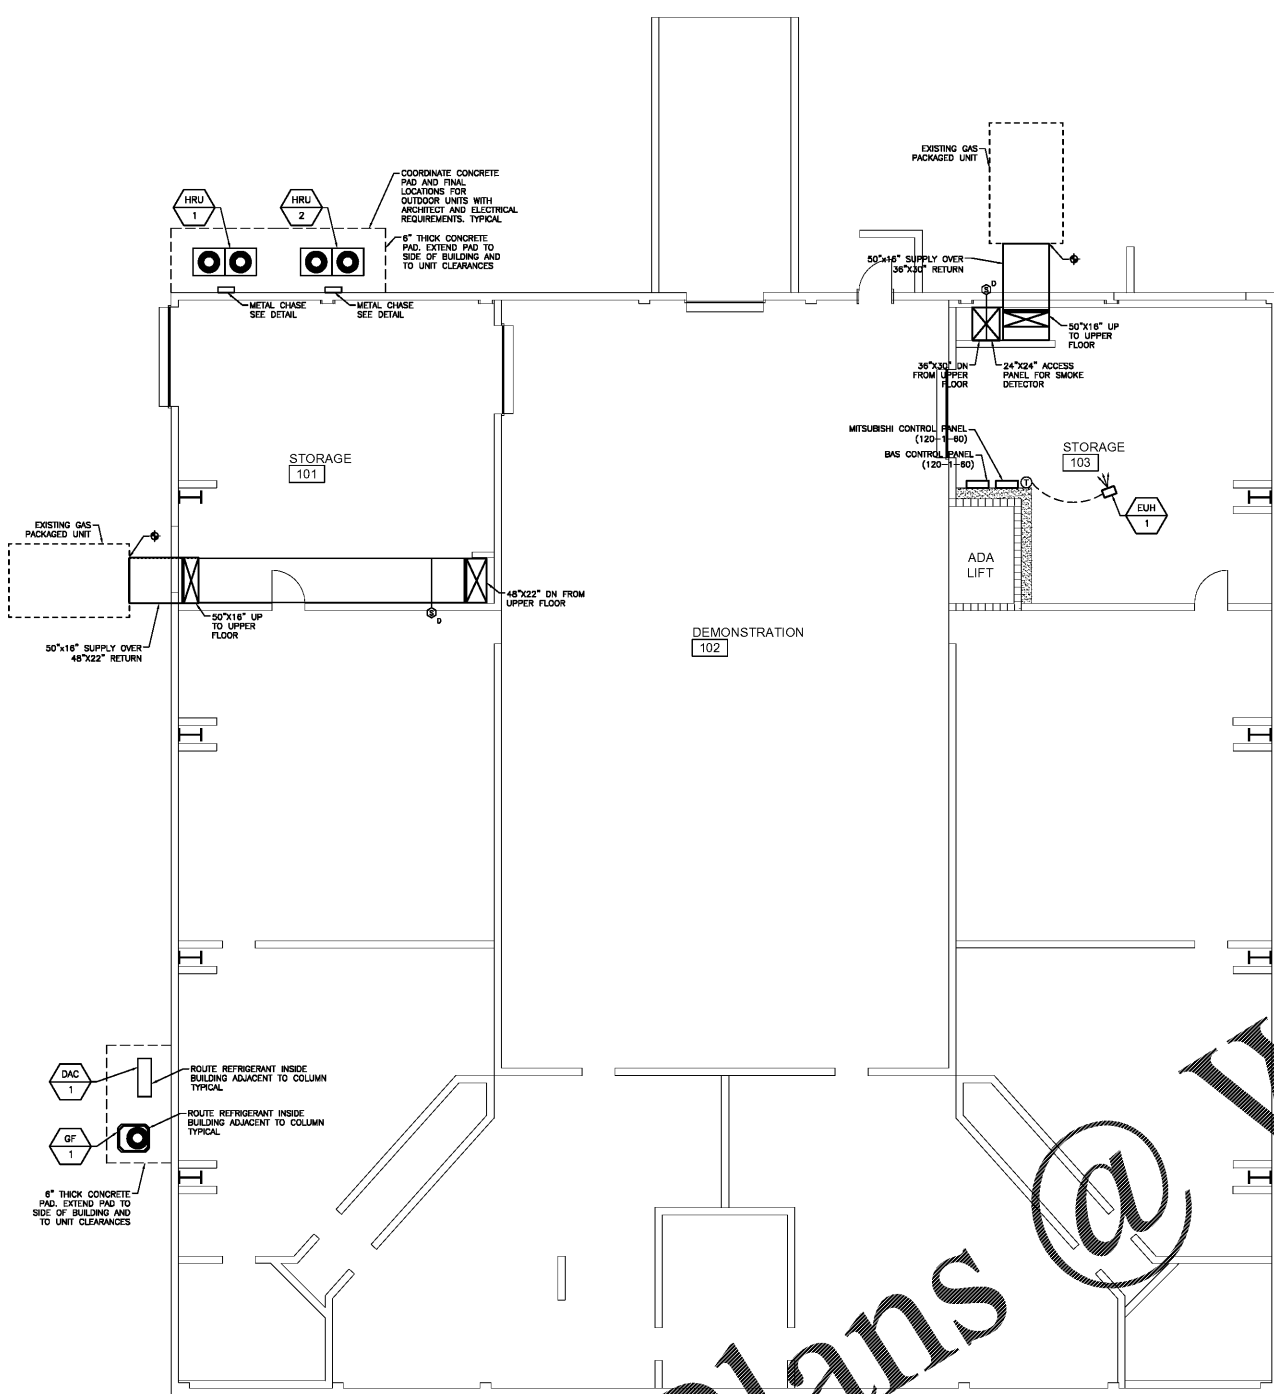 COORDINATE CONCRETE
PAD AND FINAL
LOCATIONS FOR
OUTDOOR UNITS WITH
ARCHITECT AND ELECTRICAL
REQUIREMENTS. TYPICAL
HRU
1
HRU
2
6" THICK CONCRETE
PAD. EXTEND PAD TO
SIDE OF BUILDING AND
TO UNIT CLEARANCES
METAL CHASE
SEE DETAIL
METAL CHASE
SEE DETAIL
EXISTING GAS
PACKAGED UNIT
50"x16" SUPPLY OVER
36"X30" RETURN
S
D
50"X16" UP
TO UPPER
FLOOR
36"X30" DN
FROM UPPER
FLOOR
24"X24" ACCESS
PANEL FOR SMOKE
DETECTOR
MITSUBISHI CONTROL PANEL
(120-1-60)
BAS CONTROL PANEL
(120-1-60)
STORAGE
101
STORAGE
103
T
EUH
1
ADA
LIFT
EXISTING GAS
PACKAGED UNIT
48"X22" DN FROM
UPPER FLOOR
50"X16" UP
TO UPPER
FLOOR
S
D
50"x16" SUPPLY OVER
48"X22" RETURN
DEMONSTRATION
102
DAC
1
ROUTE REFRIGERANT INSIDE
BUILDING ADJACENT TO COLUMN
TYPICAL
GF
1
ROUTE REFRIGERANT INSIDE
BUILDING ADJACENT TO COLUMN
TYPICAL
6" THICK CONCRETE
PAD. EXTEND PAD TO
SIDE OF BUILDING AND
TO UNIT CLEARANCES
lans @